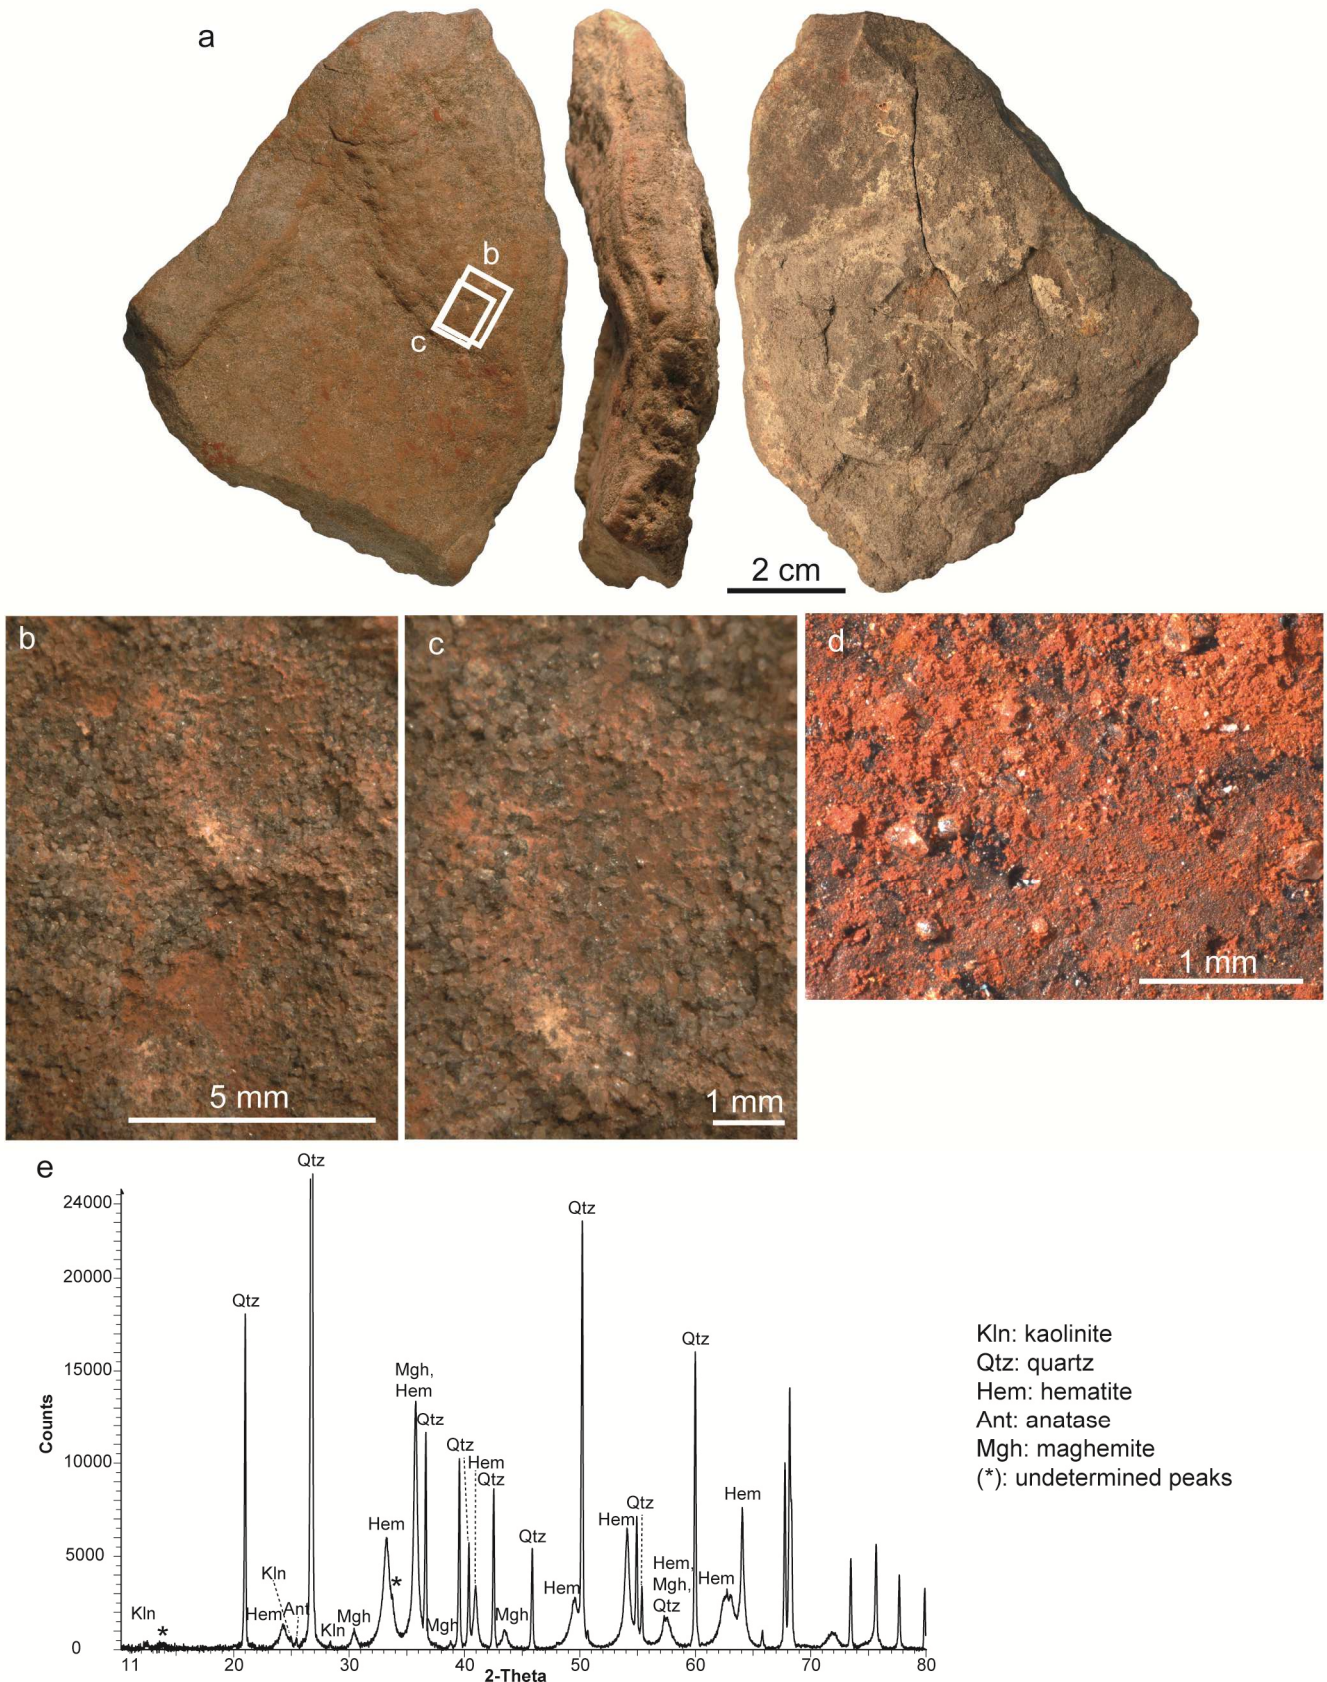 a
b
c
2 cm
b
5 mm
c
1 mm
d
1 mm
e
Qtz
24000
Qtz
20000
Qtz
Qtz
15000
Mgh,
Hem
Qtz
Qtz
Hem
Qtz
10000
Counts
Hem
*
Qtz
Hem
Qtz
Hem
5000
Kln
Hem
Ant
Kln
Kln
*
Mgh
Mgh
Mgh
Hem
Hem,
Mgh,
Qtz
Hem
0
11
20
30
40
50
60
70
80
2-Theta
Kln: kaolinite
Qtz: quartz
Hem: hematite
Ant: anatase
Mgh: maghemite
(*): undetermined peaks